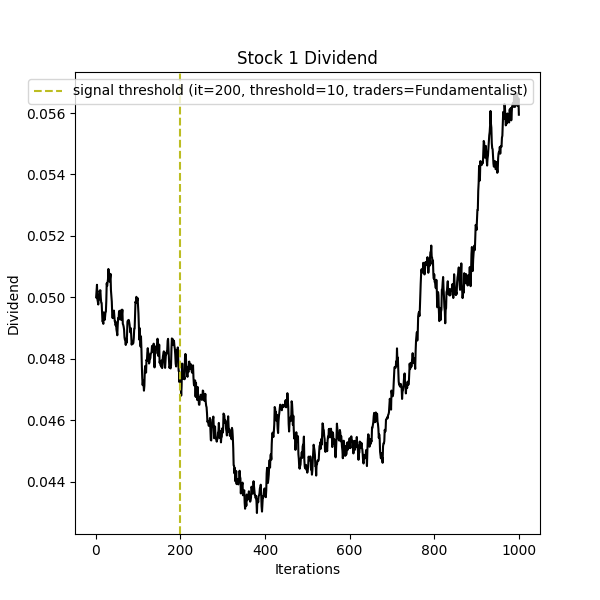 Stock 1 Dividend
signal threshold (it=200, threshold=10, traders=Fundamentalist)
0.056
0.054
0.052
0.050
0.048
0.046
0.044
Dividend
0 200 400 600 800 1000
Iterations